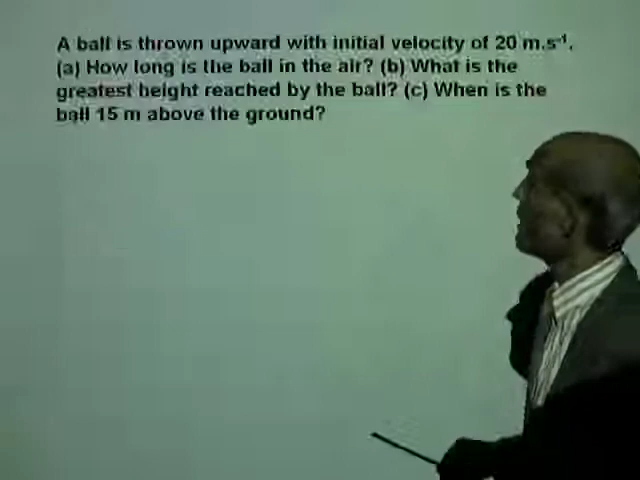 A ball is thrown upward with initial velocity of 20 m.s⁻¹.
(a) How long is the ball in the air? (b) What is the
greatest height reached by the ball? (c) When is the
ball 15 m above the ground?